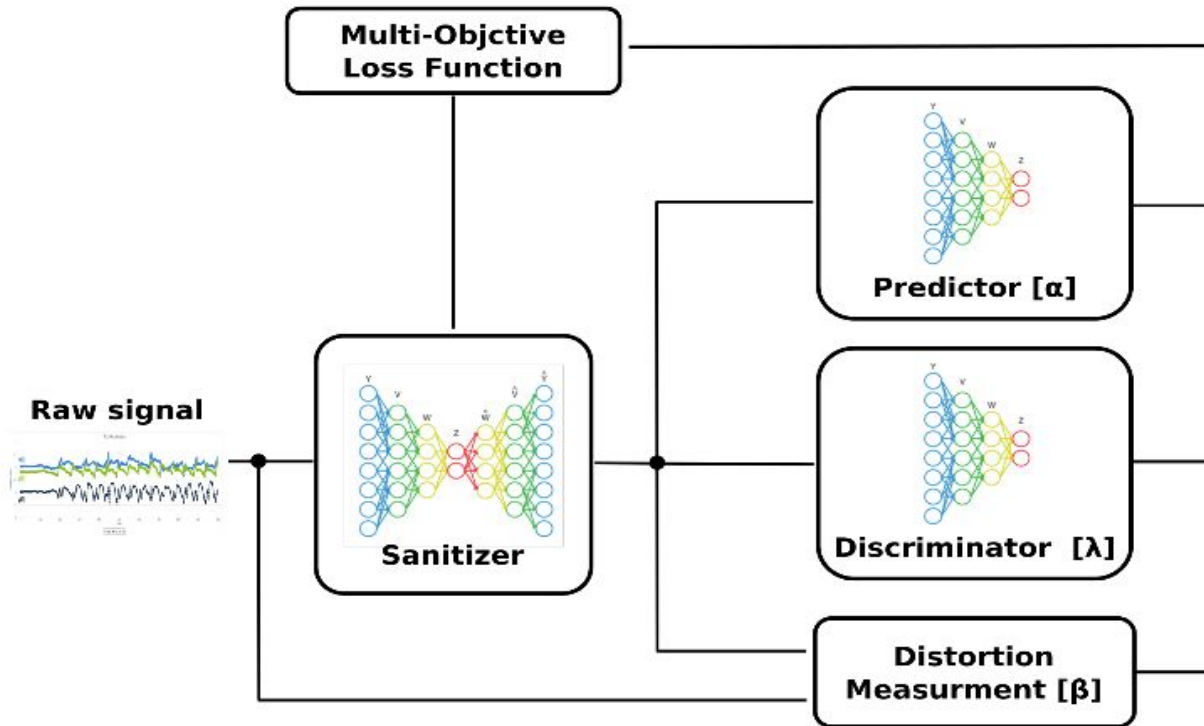 Multi-Objctive
Loss Function
Y
V
W
Z
Predictor [α]
Raw signal
Y
V
W
Z
Ŵ
V̂
Ŷ
Sanitizer
Y
V
W
Z
Discriminator [λ]
Distortion
Measurment [β]